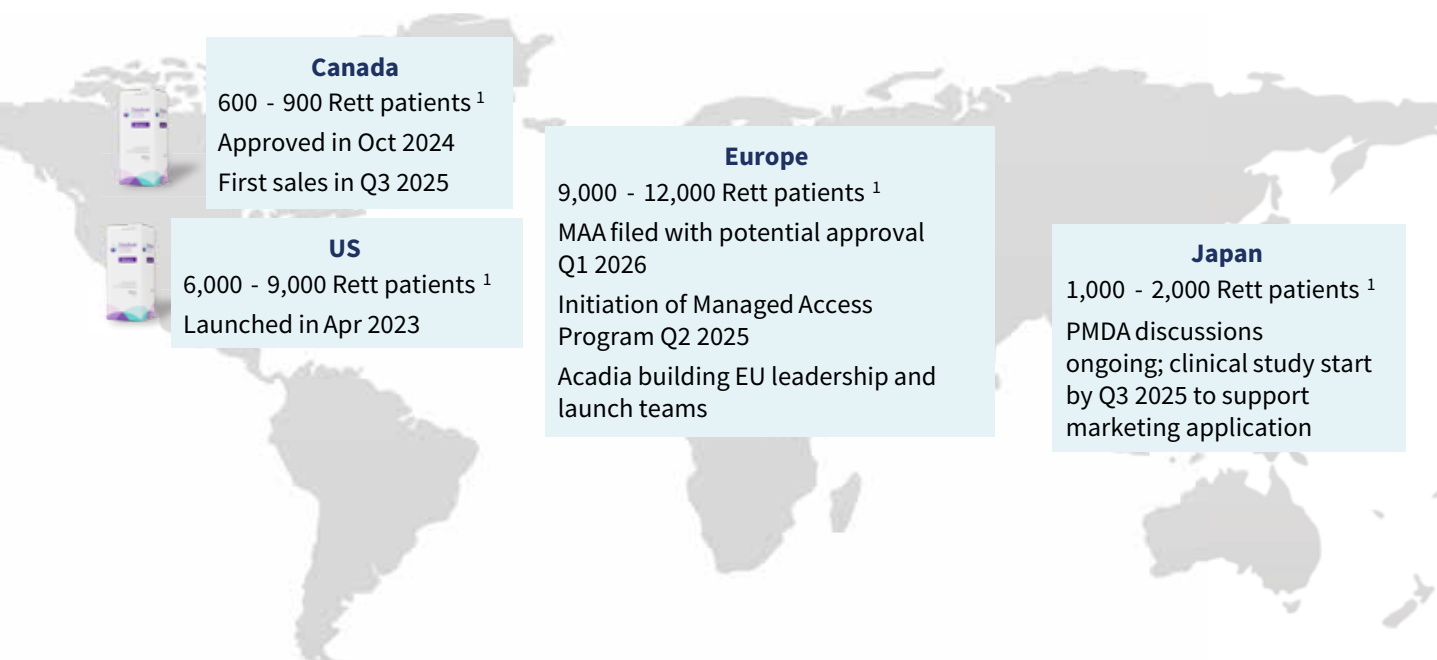 Canada
600 - 900 Rett patients 1
Approved in Oct 2024
First sales in Q3 2025
US
6,000 - 9,000 Rett patients 1
Launched in Apr 2023
Europe
9,000 - 12,000 Rett patients 1
MAA filed with potential approval
Q1 2026
Initiation of Managed Access
Program Q2 2025
Acadia building EU leadership and
launch teams
Japan
1,000 - 2,000 Rett patients 1
PMDA discussions
ongoing; clinical study start
by Q3 2025 to support
marketing application